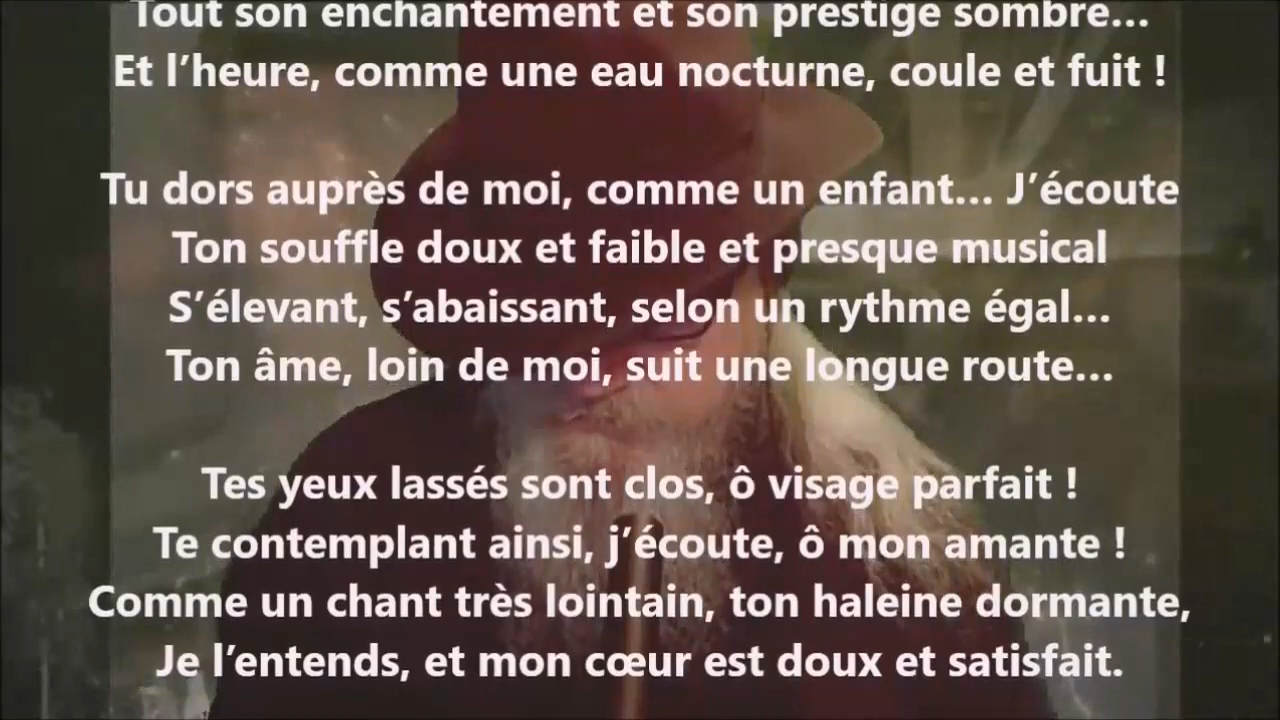 Tout son enchantement et son prestige sombre...
Et l’heure, comme une eau nocturne, coule et fuit !
Tu dors auprès de moi, comme un enfant... J’écoute
Ton souffle doux et faible et presque musical
S’élevant, s’abaissant, selon un rythme égal...
Ton âme, loin de moi, suit une longue route...
Tes yeux lassés sont clos, ô visage parfait !
Te contemplant ainsi, j’écoute, ô mon amante !
Comme un chant très lointain, ton haleine dormante,
Je l’entends, et mon cœur est doux et satisfait.